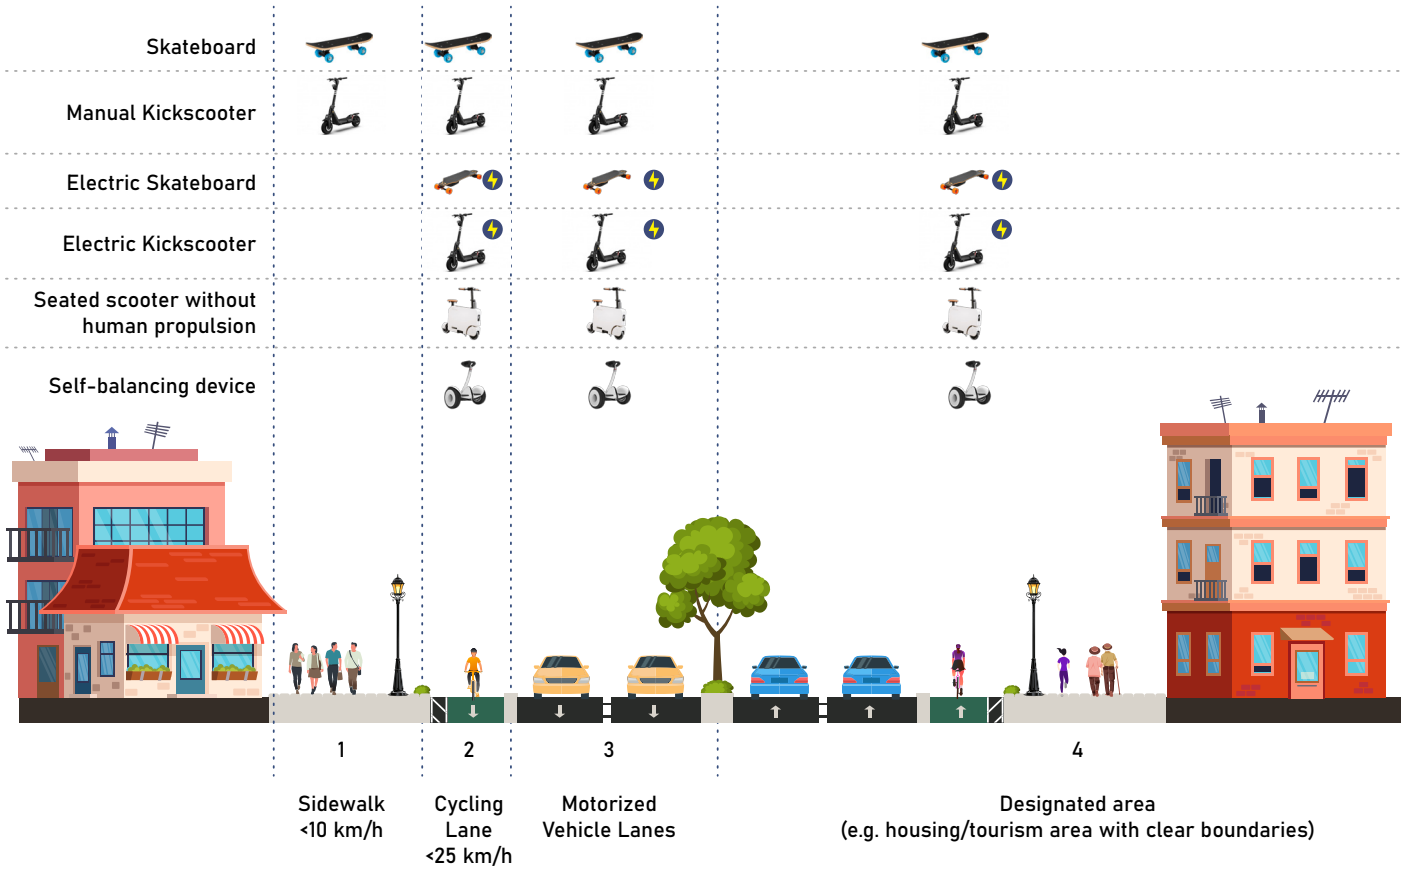 Skateboard
Manual Kickscooter
Electric Skateboard
Electric Kickscooter
Seated scooter without
human propulsion
Self-balancing device
1
2
3
4
Sidewalk
<10 km/h
Cycling
Lane
<25 km/h
Motorized
Vehicle Lanes
Designated area
(e.g. housing/tourism area with clear boundaries)